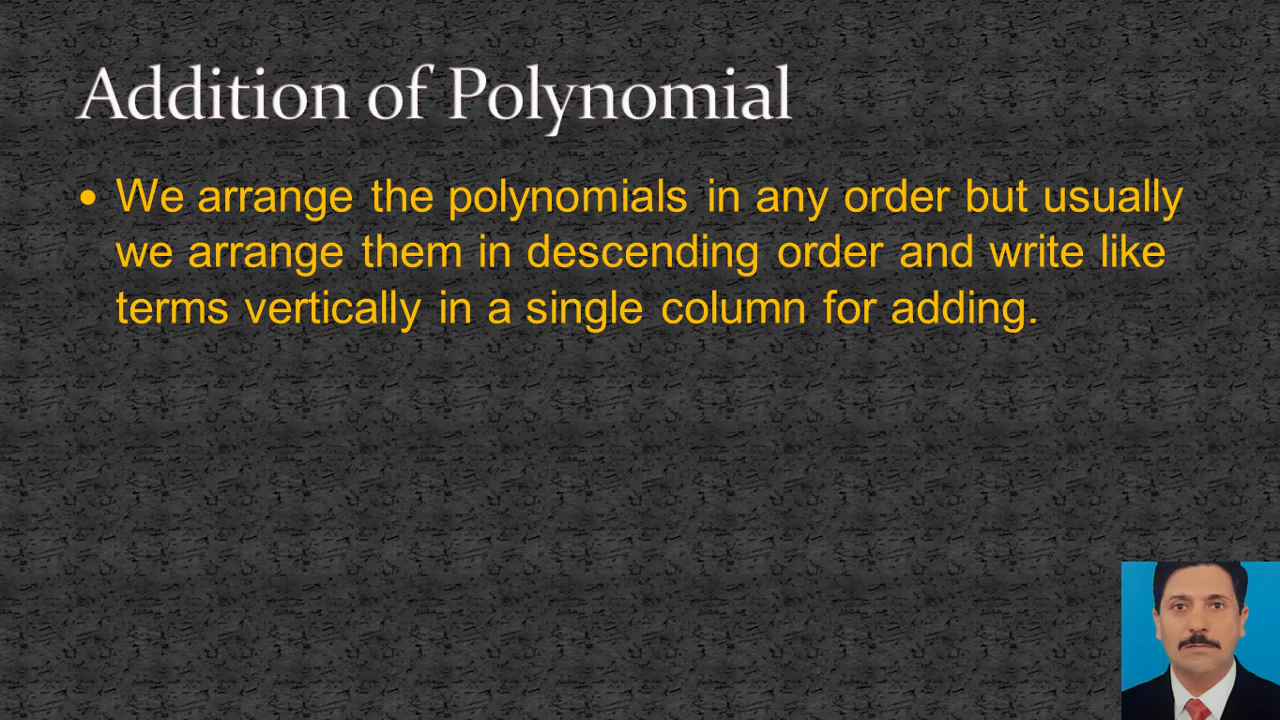 Addition of Polynomial
• We arrange the polynomials in any order but usually
we arrange them in descending order and write like
terms vertically in a single column for adding.